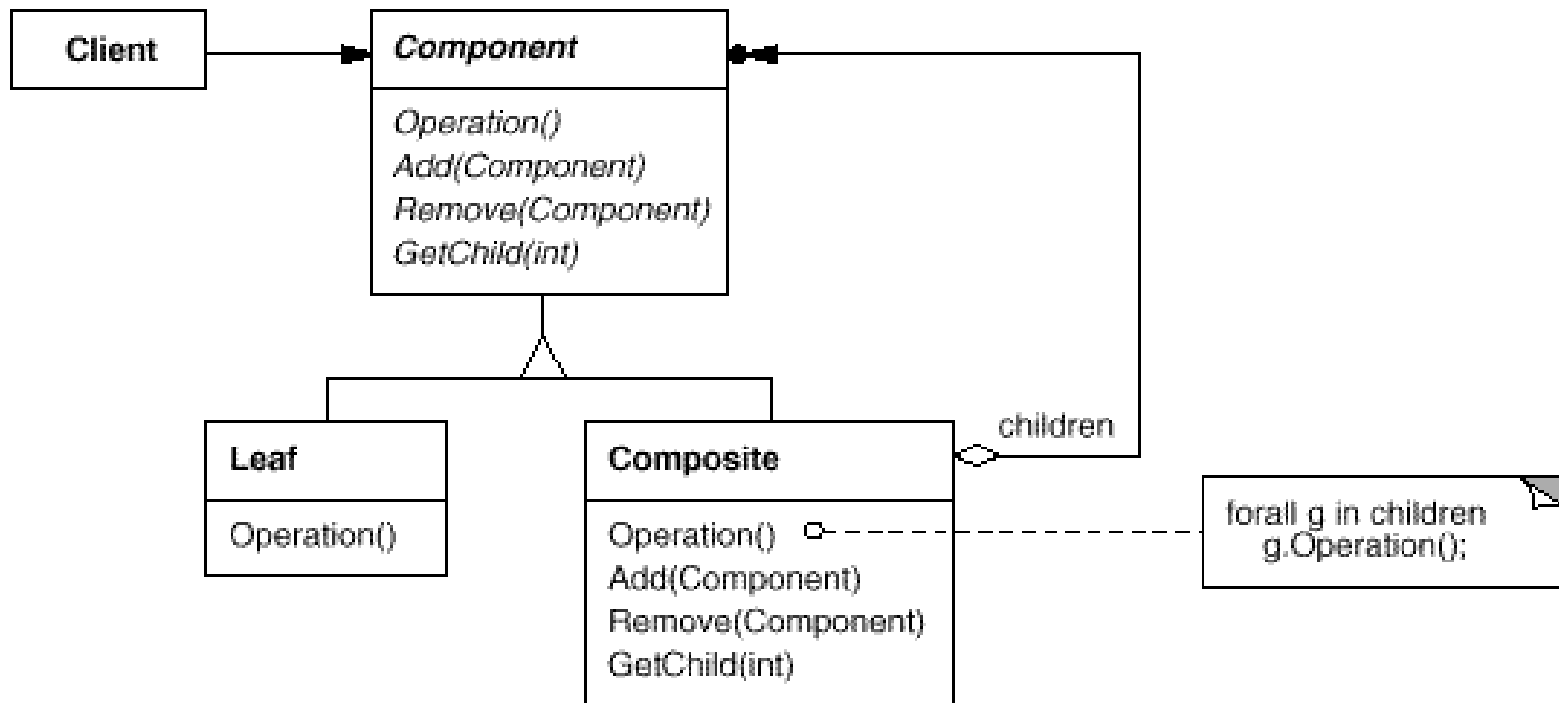 Client
Component
Operation()
Add(Component)
Remove(Component)
GetChild(int)
Leaf
Operation()
Composite
Operation()
Add(Component)
Remove(Component)
GetChild(int)
children
forall g in children
g.Operation();